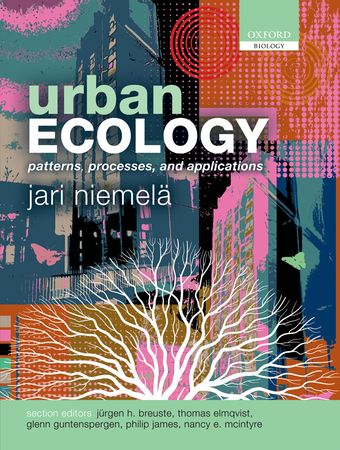 OXFORD
BIOLOGY
urban
ECOLOGY
patterns, processes, and applications
jari niemelä
section editors jürgen h. breuste, thomas elmqvist,
glenn guntenspergen, philip james, nancy e. mcintyre